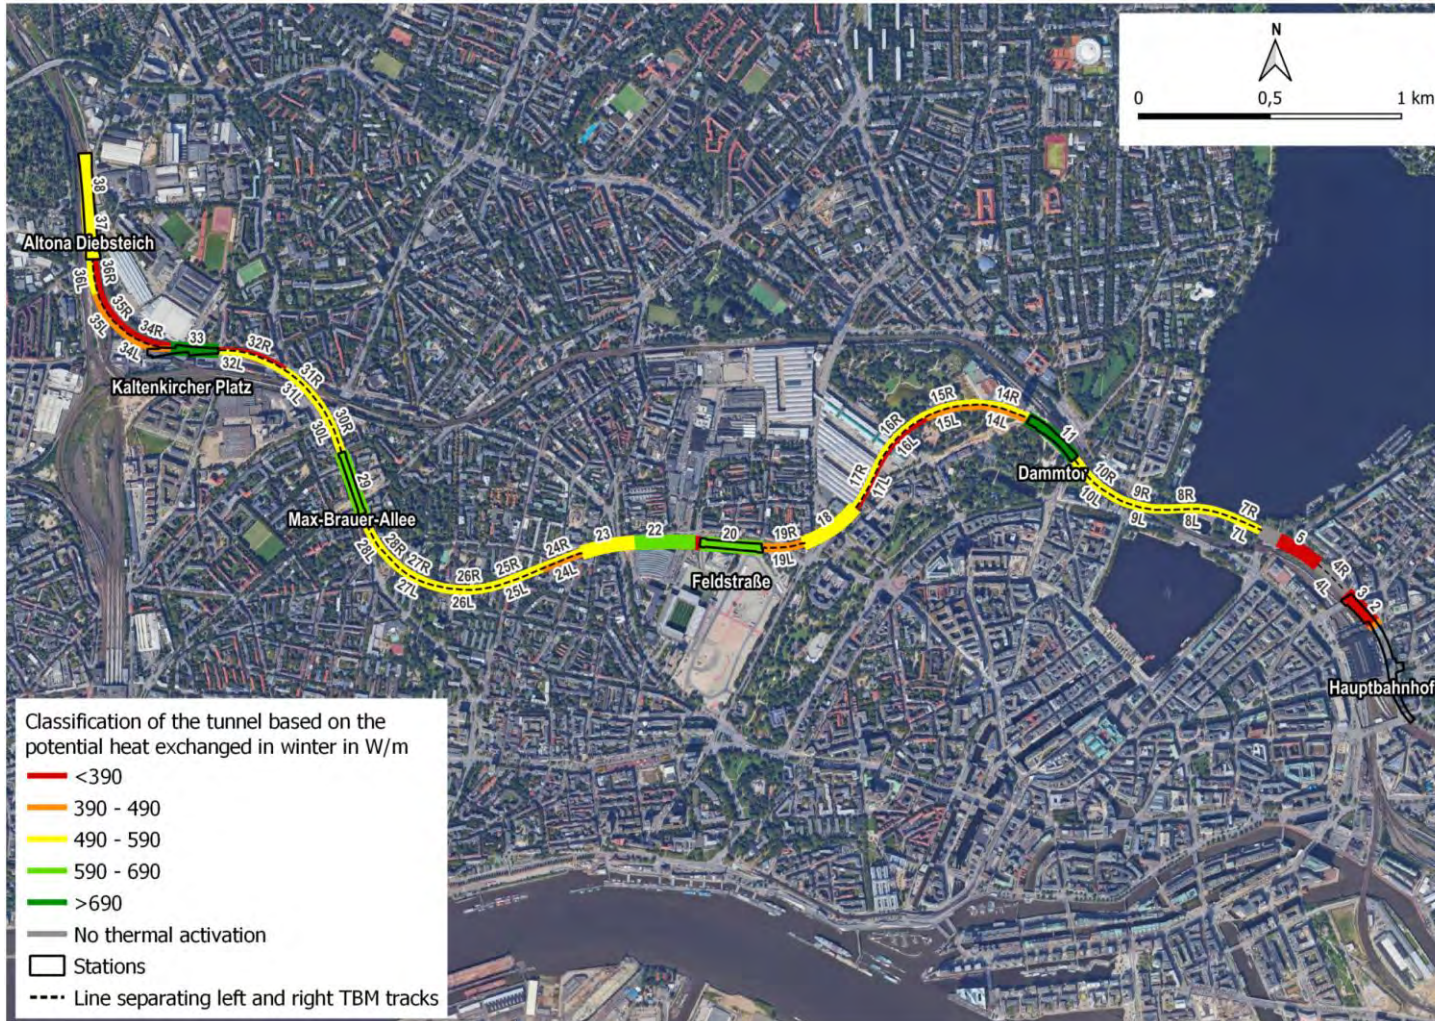 N
0 0,5 1 km
38
37
Altona Diebsteich
36R
36L
35R
35L
34R
34L
33
32R
32L
Kaltenkircher Platz
31R
31L
30R
30L
29
Max-Brauer-Allee
28R
28L
27R
27L
26R
26L
25R
25L
24R
24L
23
22
20
Feldstraße
19R
19L
18
17R
17L
16R
16L
15R
15L
14R
14L
11
Dammtor
10R
10L
9R
9L
8R
8L
7R
7L
5
4R
4L
3
2
Hauptbahnhof
Classification of the tunnel based on the
potential heat exchanged in winter in W/m
<390
390 - 490
490 - 590
590 - 690
>690
No thermal activation
Stations
Line separating left and right TBM tracks